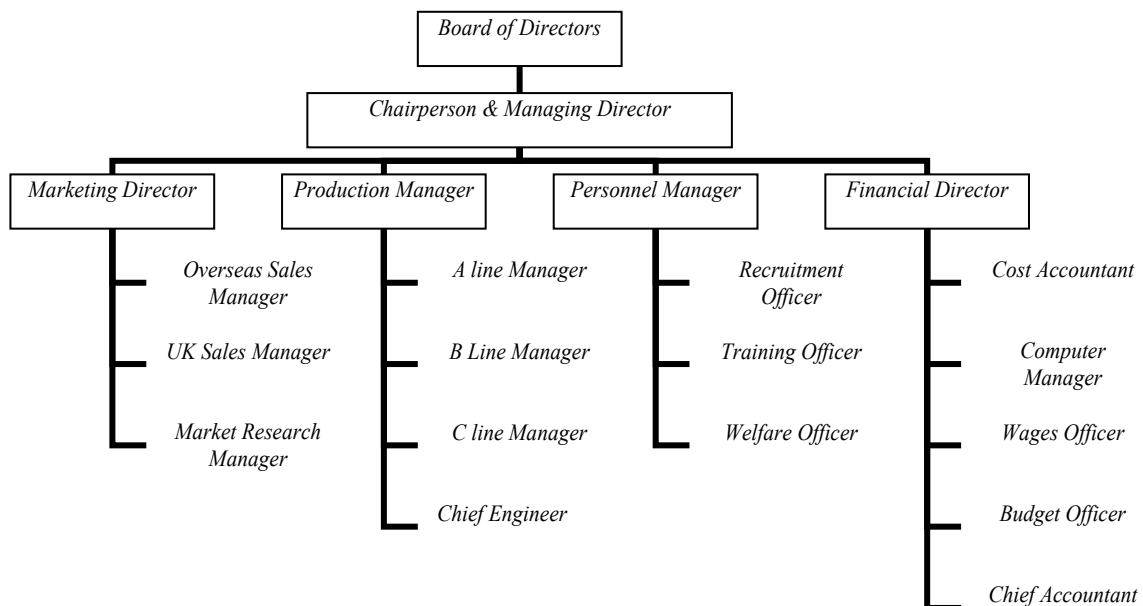 Board of Directors
Chairperson & Managing Director
Marketing Director
Production Manager
Personnel Manager
Financial Director
Overseas Sales
Manager
UK Sales Manager
Market Research
Manager
A line Manager
B Line Manager
C line Manager
Chief Engineer
Recruitment
Officer
Training Officer
Welfare Officer
Cost Accountant
Computer
Manager
Wages Officer
Budget Officer
Chief Accountant